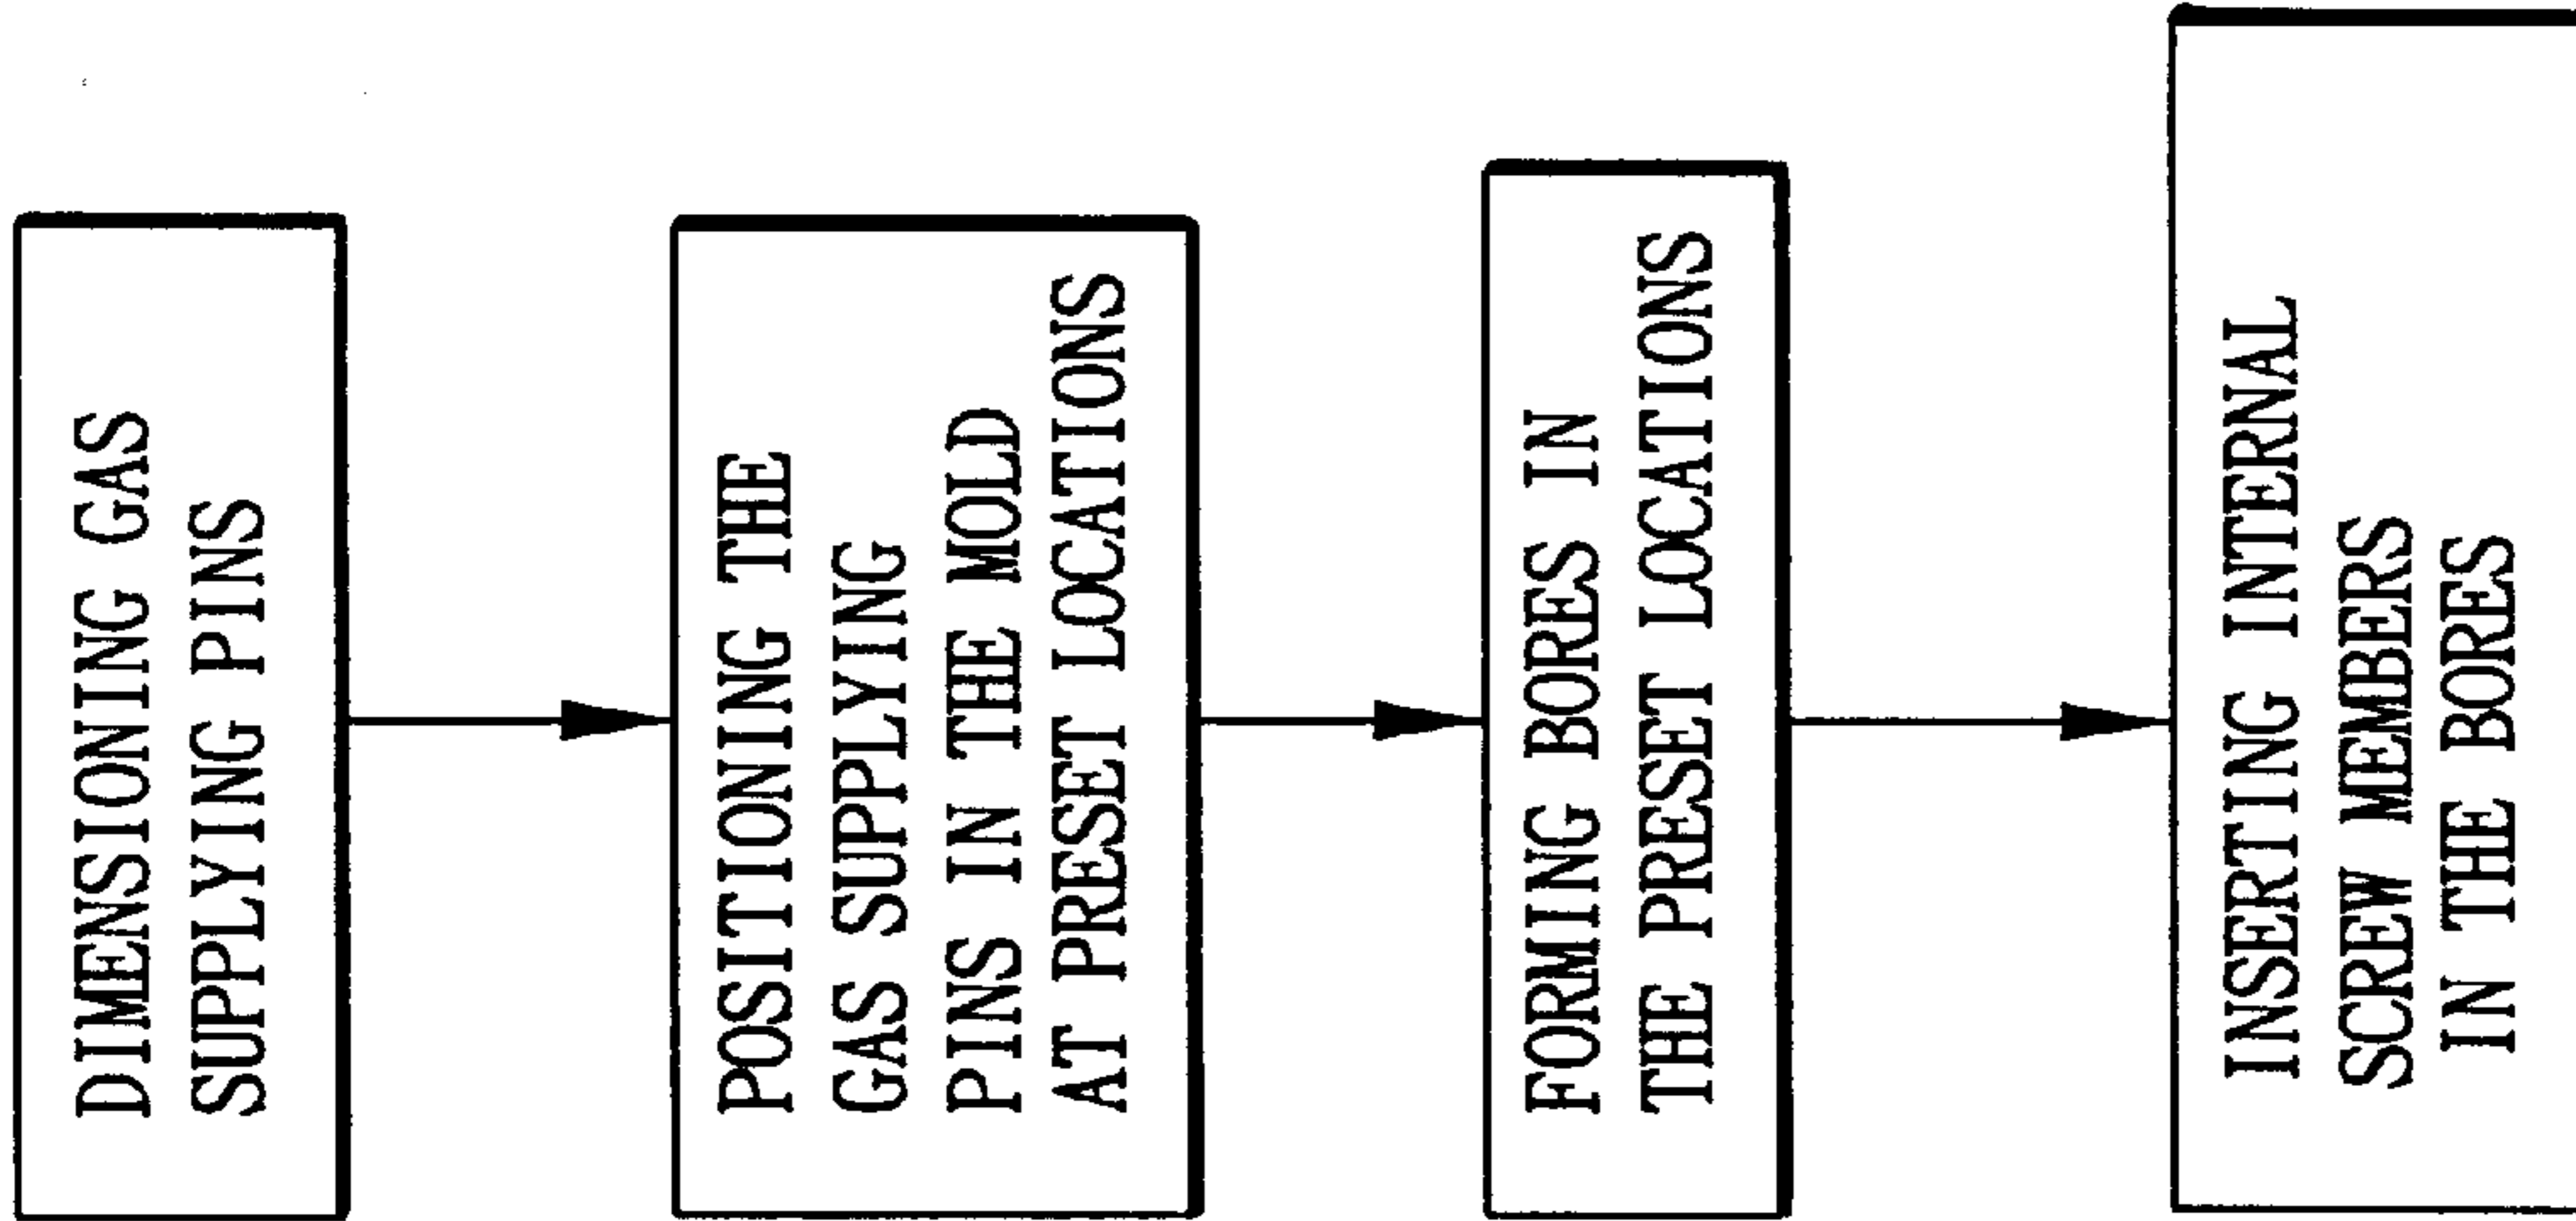 DIMENSIONING GAS
SUPPLYING PINS
POSITIONING THE
GAS SUPPLYING
PINS IN THE MOLD
AT PRESET LOCATIONS
FORMING BORES IN
THE PRESET LOCATIONS
INSERTING INTERNAL
SCREW MEMBERS
IN THE BORES